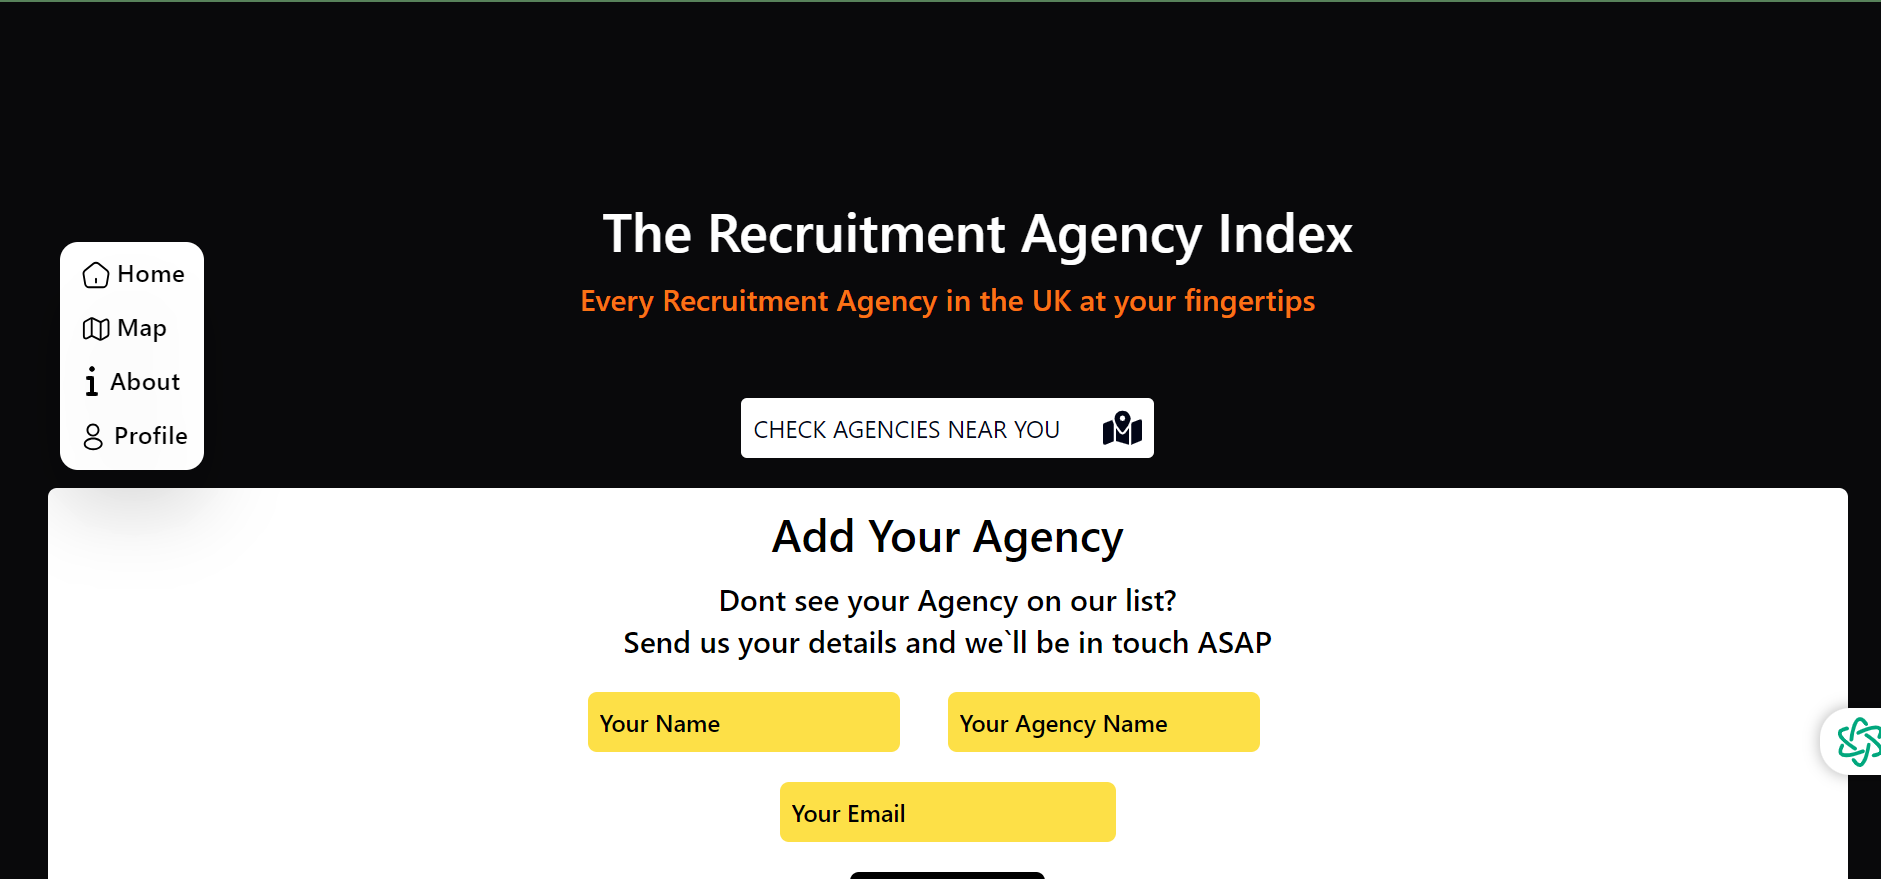 The Recruitment Agency Index
Every Recruitment Agency in the UK at your fingertips
Home
Map
About
Profile
CHECK AGENCIES NEAR YOU
Add Your Agency
Dont see your Agency on our list?
Send us your details and we`ll be in touch ASAP
Your Name
Your Agency Name
Your Email